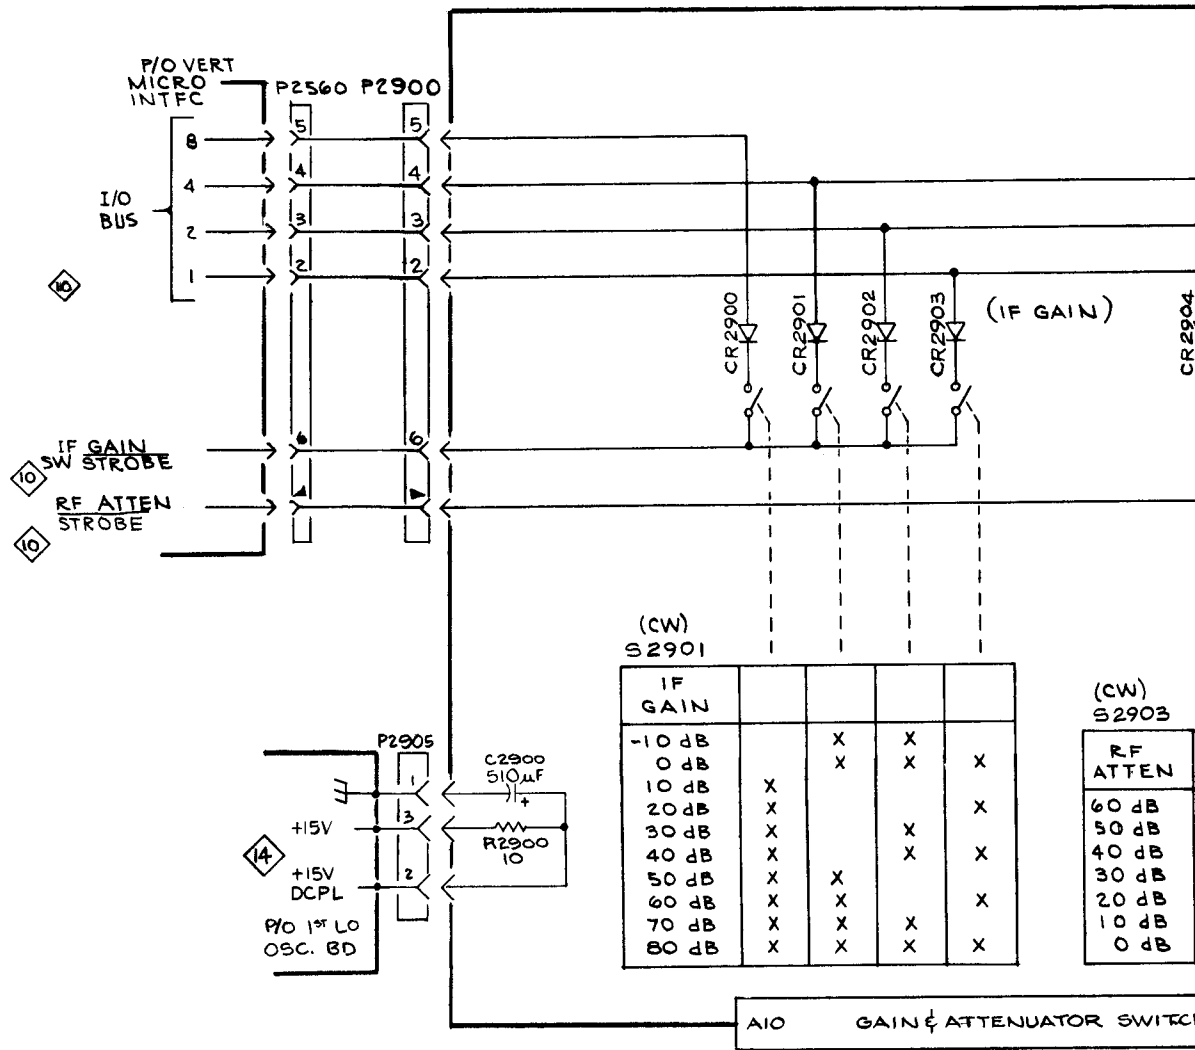 P/O VERT
MICRO
INTFC
P2560 P2900
8
4
2
1
I/O
BUS
10
5 5
4 4
3 3
2 2
6 6
IF GAIN
SW STROBE
10
RF ATTEN
STROBE
10
CR2900
CR2901
CR2902
CR2903
(IF GAIN)
CR2904
(CW)
S2901
IF
GAIN
-10 dB X X
0 dB X X X
10 dB X
20 dB X X
30 dB X X
40 dB X X X
50 dB X X
60 dB X X X
70 dB X X X
80 dB X X X X
(CW)
S2903
RF
ATTEN
60 dB
50 dB
40 dB
30 dB
20 dB
10 dB
0 dB
P2905
1
3
2
C2900
510µF
+
R2900
10
+15V
+15V
DCPL
14
P/O 1ST LO
OSC. BD
A10 GAIN & ATTENUATOR SWITCH